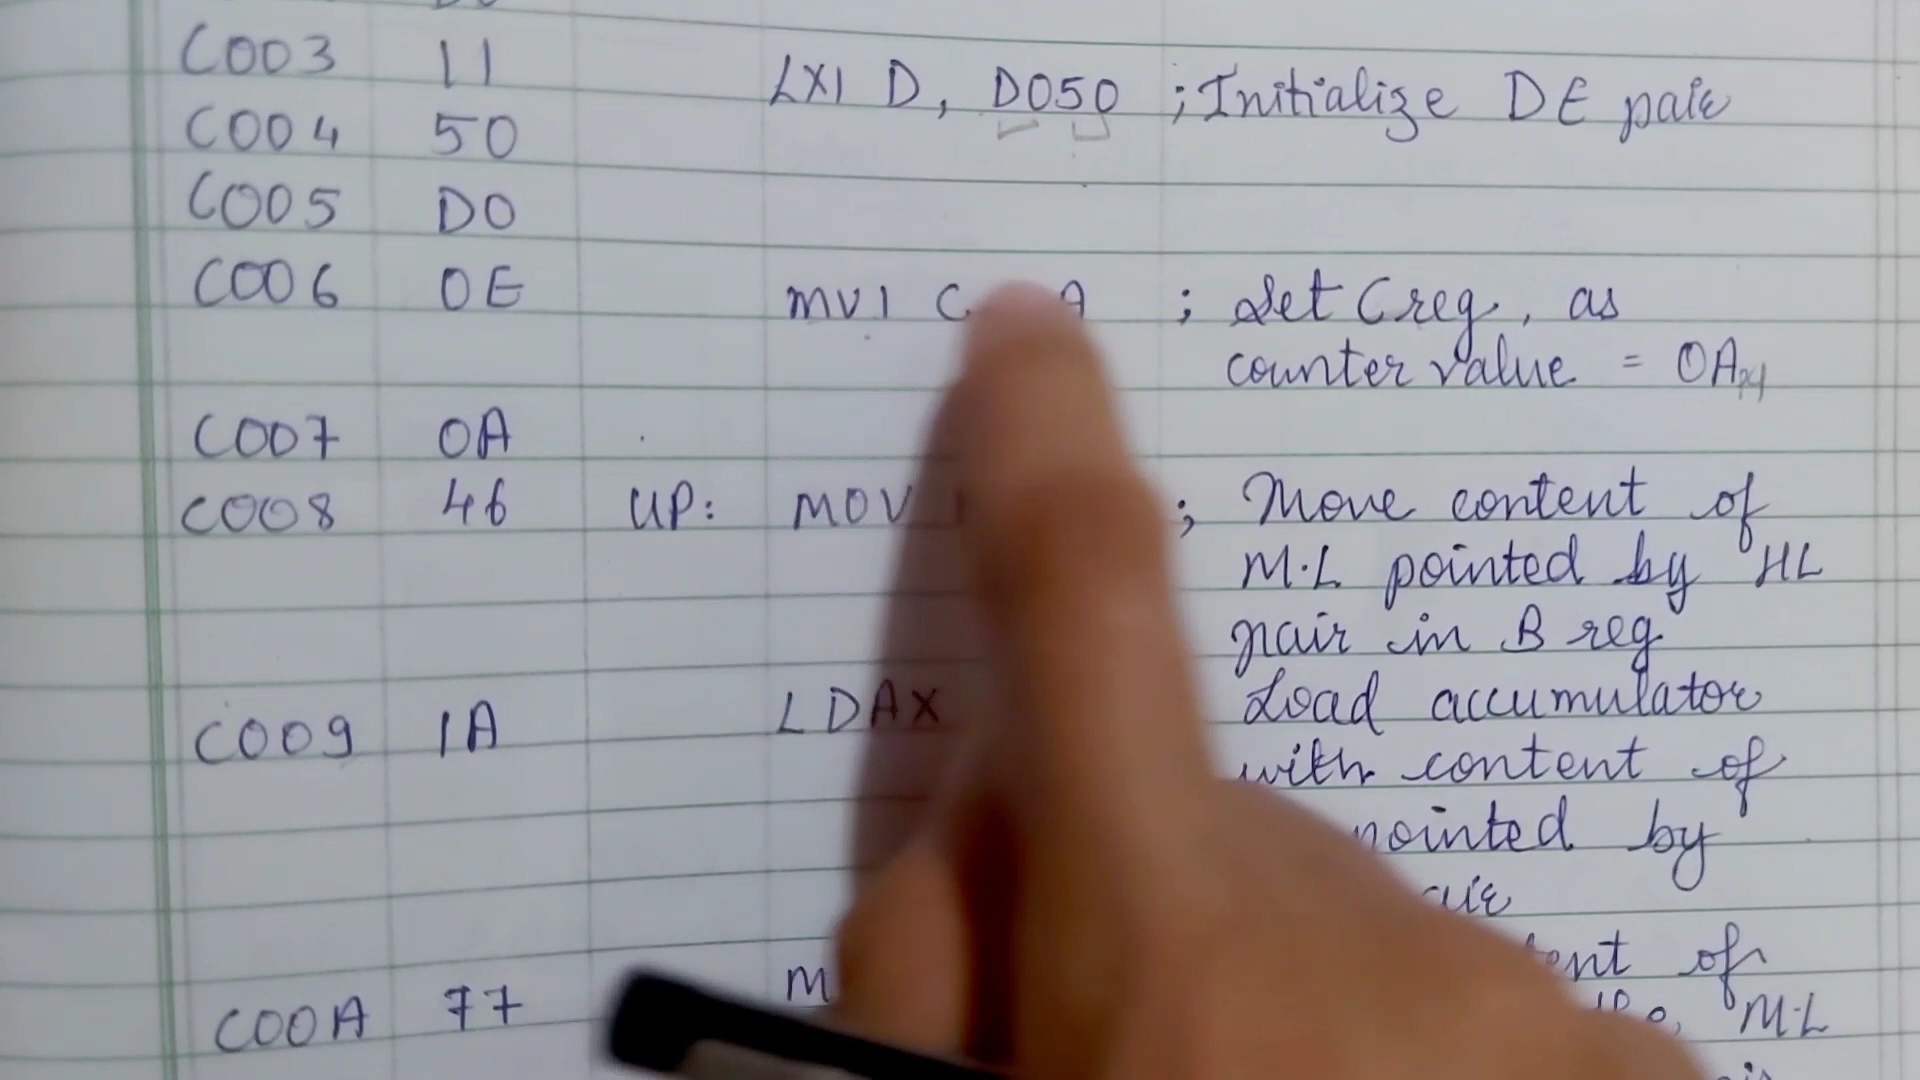 C003 11 LXI D, D050 ; Initialize DE pair
C004 50
C005 D0
C006 0E MVI C A ; Set C reg, as
counter value = 0AH
C007 0A
C008 46 UP: MOV ; Move content of
M.L pointed by HL
pair in B reg
C009 1A LDAX Load accumulator
with content of
pointed by
C00A 77 M of
M.L